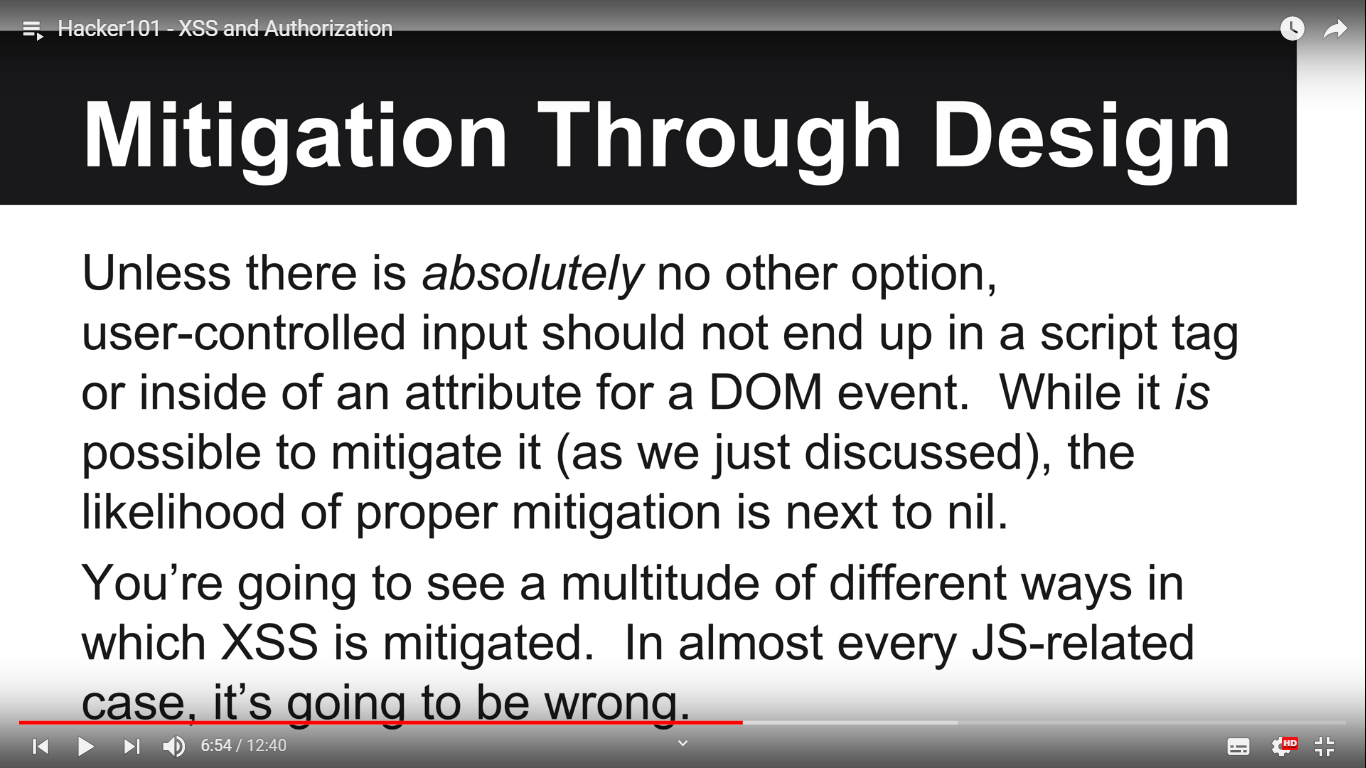 Hacker101 - XSS and Authorization
Mitigation Through Design
Unless there is absolutely no other option,
user-controlled input should not end up in a script tag
or inside of an attribute for a DOM event.  While it is
possible to mitigate it (as we just discussed), the
likelihood of proper mitigation is next to nil.
You’re going to see a multitude of different ways in
which XSS is mitigated.  In almost every JS-related
case, it’s going to be wrong.
6:54 / 12:40
HD